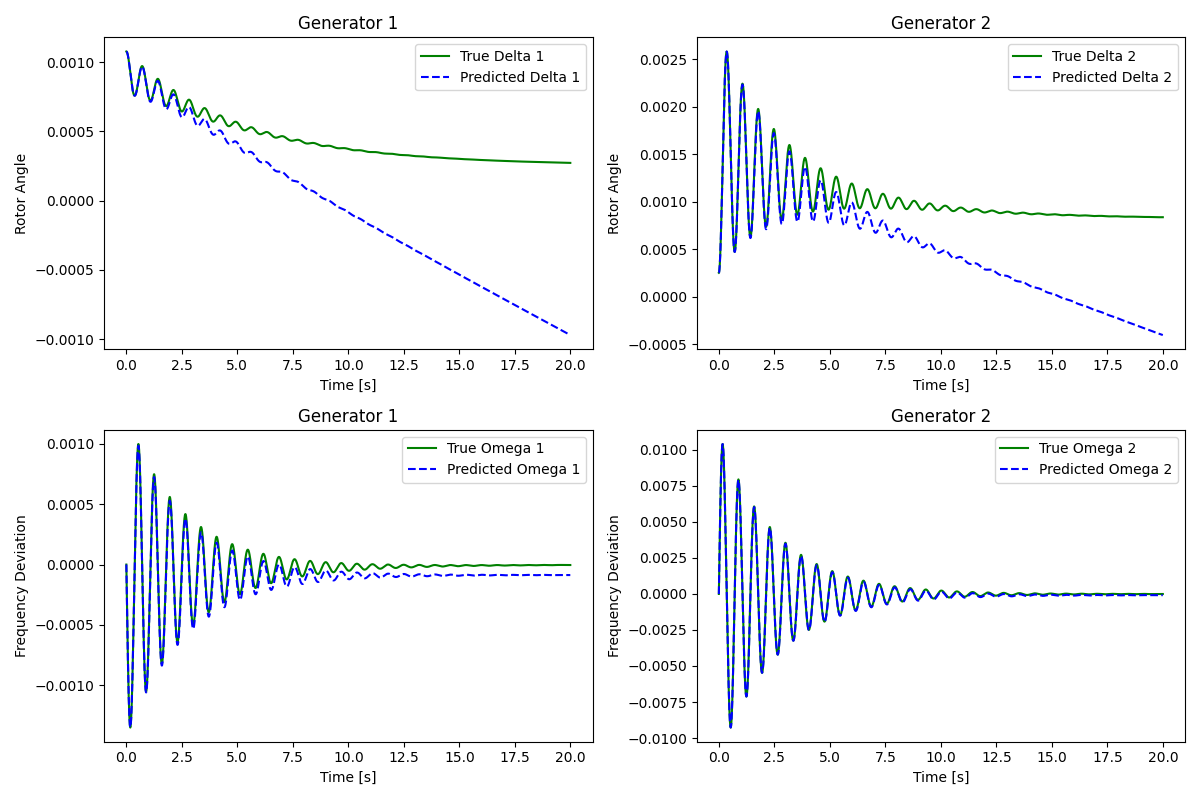 Generator 1
True Delta 1
Predicted Delta 1
Rotor Angle
0.0010
0.0005
0.0000
−0.0005
−0.0010
0.0 2.5 5.0 7.5 10.0 12.5 15.0 17.5 20.0
Time [s]
Generator 2
True Delta 2
Predicted Delta 2
Rotor Angle
0.0025
0.0020
0.0015
0.0010
0.0005
0.0000
−0.0005
0.0 2.5 5.0 7.5 10.0 12.5 15.0 17.5 20.0
Time [s]
Generator 1
True Omega 1
Predicted Omega 1
Frequency Deviation
0.0010
0.0005
0.0000
−0.0005
−0.0010
0.0 2.5 5.0 7.5 10.0 12.5 15.0 17.5 20.0
Time [s]
Generator 2
True Omega 2
Predicted Omega 2
Frequency Deviation
0.0100
0.0075
0.0050
0.0025
0.0000
−0.0025
−0.0050
−0.0075
−0.0100
0.0 2.5 5.0 7.5 10.0 12.5 15.0 17.5 20.0
Time [s]